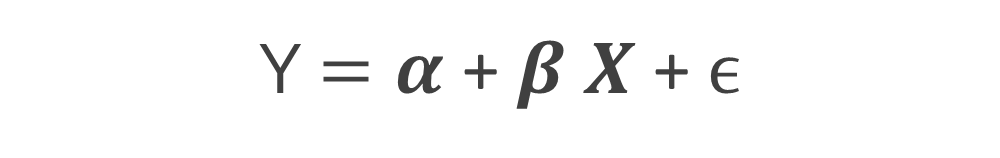 Y = α + β X + ϵ